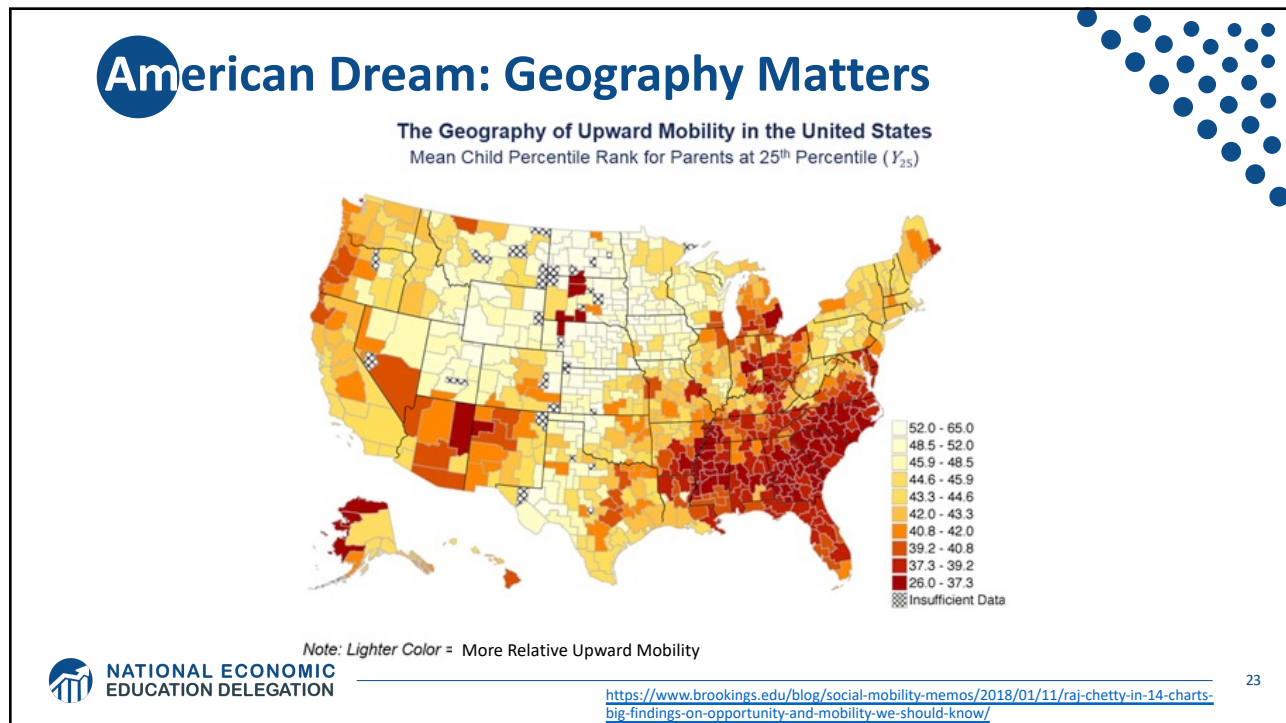 American Dream: Geography Matters
The Geography of Upward Mobility in the United States
Mean Child Percentile Rank for Parents at 25th Percentile (Y25)
52.0 - 65.0
48.5 - 52.0
45.9 - 48.5
44.6 - 45.9
43.3 - 44.6
42.0 - 43.3
40.8 - 42.0
39.2 - 40.8
37.3 - 39.2
26.0 - 37.3
Insufficient Data
Note: Lighter Color = More Relative Upward Mobility
NATIONAL ECONOMIC
EDUCATION DELEGATION
https://www.brookings.edu/blog/social-mobility-memos/2018/01/11/raj-chetty-in-14-charts-
big-findings-on-opportunity-and-mobility-we-should-know/
23